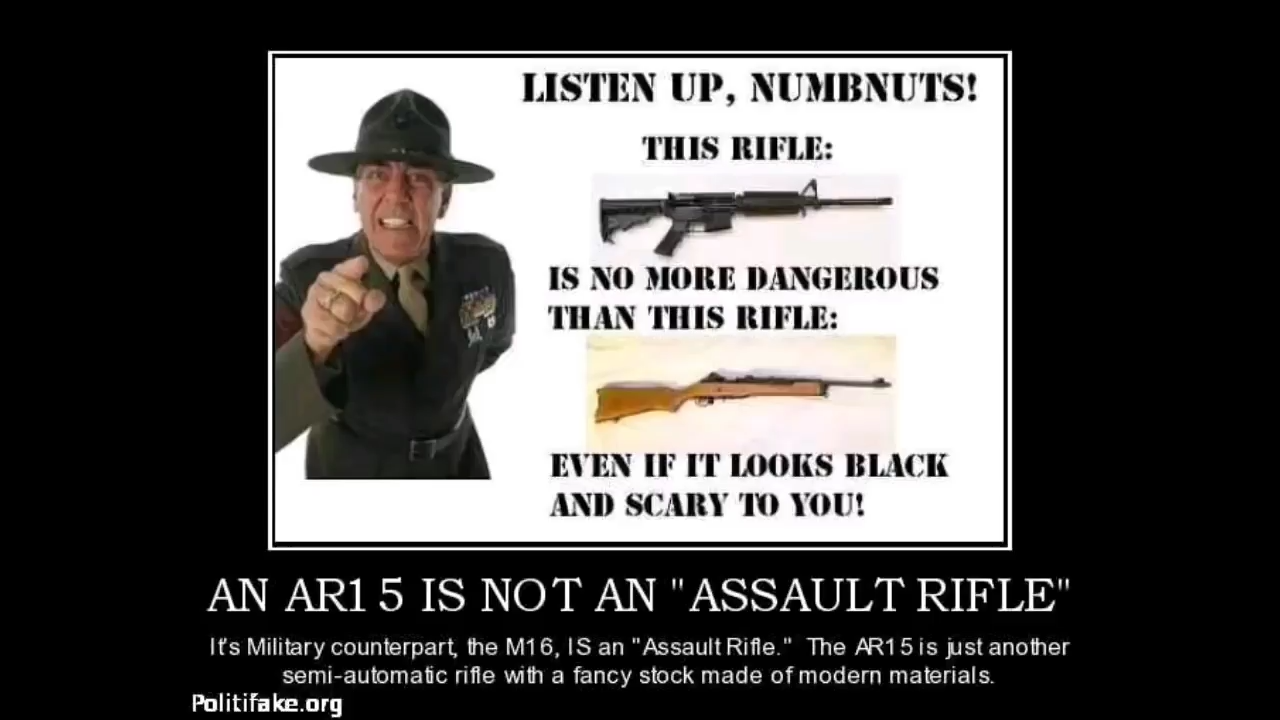 LISTEN UP, NUMBNUTS!
THIS RIFLE:
IS NO MORE DANGEROUS
THAN THIS RIFLE:
EVEN IF IT LOOKS BLACK
AND SCARY TO YOU!
AN AR15 IS NOT AN "ASSAULT RIFLE"
It's Military counterpart, the M16, IS an "Assault Rifle." The AR15 is just another
semi-automatic rifle with a fancy stock made of modern materials.
Politifake.org